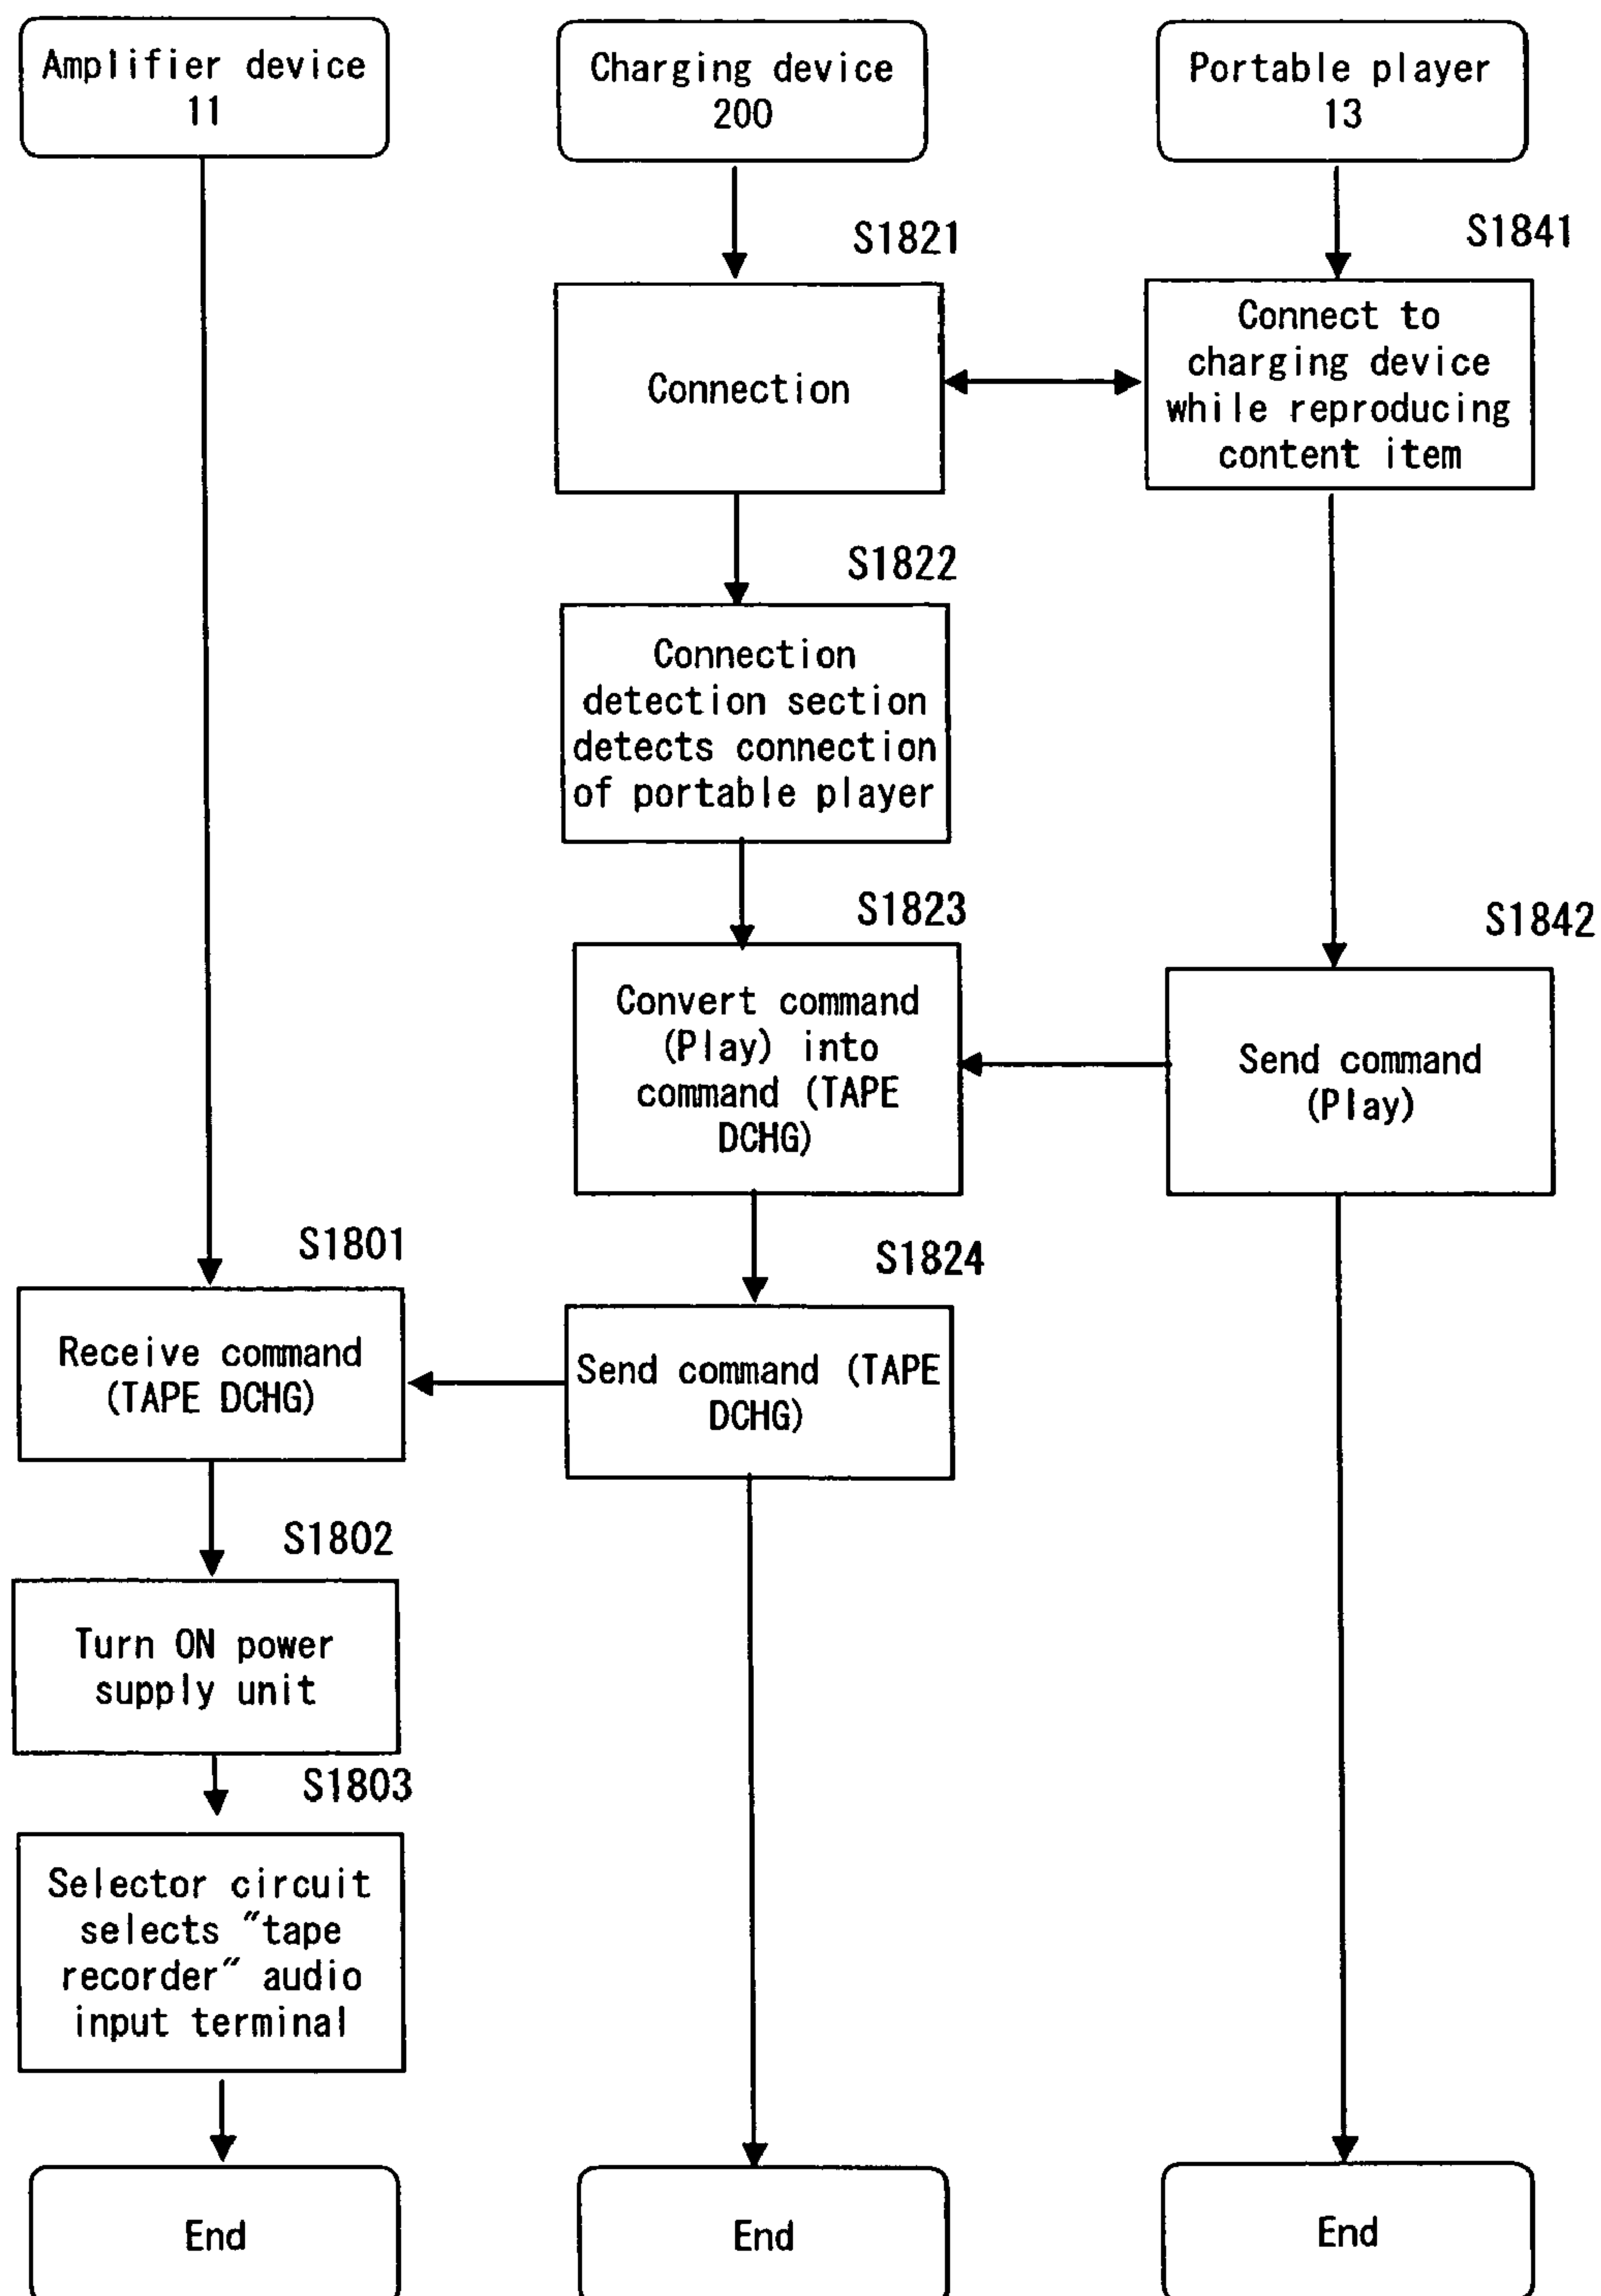 Amplifier device
11
Charging device
200
Portable player
13
S1821
S1841
Connection
Connect to
charging device
while reproducing
content item
S1822
Connection
detection section
detects connection
of portable player
S1823
S1842
Convert command
(Play) into
command (TAPE
DCHG)
Send command
(Play)
S1801
S1824
Receive command
(TAPE DCHG)
Send command (TAPE
DCHG)
S1802
Turn ON power
supply unit
S1803
Selector circuit
selects "tape
recorder" audio
input terminal
End
End
End